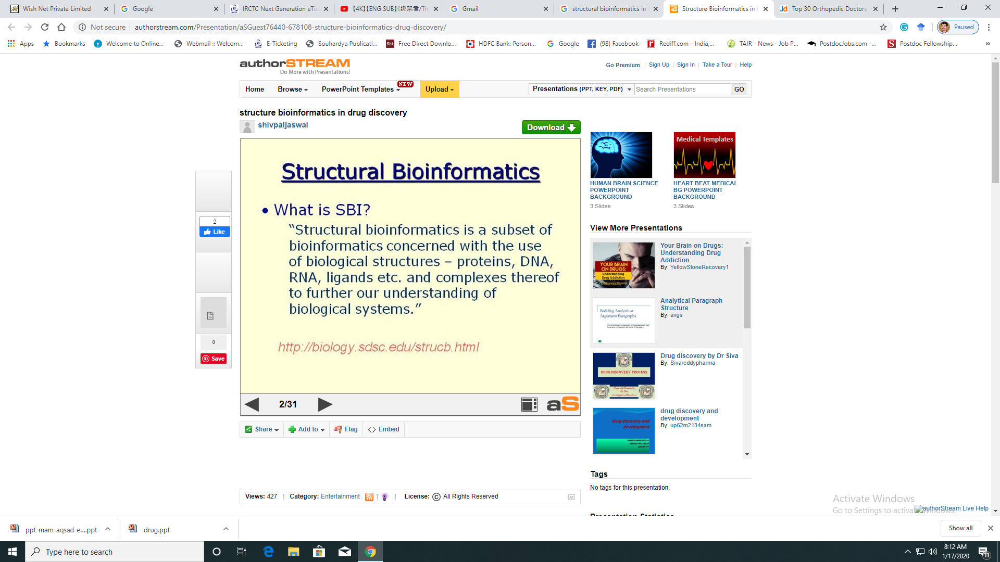 Wish Net Private Limited
Google
IRCTC Next Generation eTic
【4K】【ENG SUB】《绑架者/Th
Gmail
structural bioinformatics in
Structure Bioinformatics in
Top 30 Orthopedic Doctors
Not secure
authorstream.com/Presentation/aSGuest76440-678108-structure-bioinformatics-drug-discovery/
Paused
Apps
Bookmarks
Welcome to Online...
Webmail :: Welcom...
E-Ticketing
Souhardya Publicati...
Free Direct Downlo...
HDFC Bank: Person...
Google
(98) Facebook
Rediff.com - India,...
TAIR - News - Job P...
PostdocJobs.com -...
Postdoc Fellowship...
»
authorSTREAM
Do More with Presentations!
Go Premium | Sign Up | Sign In | Take a Tour | Help
Home
Browse
PowerPoint Templates
NEW
Upload
Presentations (PPT, KEY, PDF)
Search Presentations
GO
structure bioinformatics in drug discovery
shivpaljaswal
Download
Structural Bioinformatics
• What is SBI?
“Structural bioinformatics is a subset of
bioinformatics concerned with the use
of biological structures – proteins, DNA,
RNA, ligands etc. and complexes thereof
to further our understanding of
biological systems.”
http://biology.sdsc.edu/strucb.html
2/31
aS
2
Like
0
Save
Share
Add to
Flag
Embed
Views: 427
Category: Entertainment
License: © All Rights Reserved
Medical Templates
HUMAN BRAIN SCIENCE
POWERPOINT
BACKGROUND
3 Slides
HEART BEAT MEDICAL
BG POWERPOINT
BACKGROUND
3 Slides
View More Presentations
YOUR BRAIN
ON DRUGS:
Understanding
Drug Addiction
Your Brain on Drugs:
Understanding Drug
Addiction
By: YellowStoneRecovery1
Building Analysis or
Argument Paragraphs
Analytical Paragraph
Structure
By: avgs
DRUG DISCOVERY PROCESS
Drug discovery by Dr Siva
By: Sivareddypharma
drug discovery and
development
drug discovery and
development
By: up62m2134sam
Tags
No tags for this presentation.
Presentation Statistics
Activate Windows
Go to Settings to activate Windows.
authorStream Live Help
ppt-mam-aqsad-e....ppt
drug.ppt
Show all
Type here to search
8:12 AM
1/17/2020
11